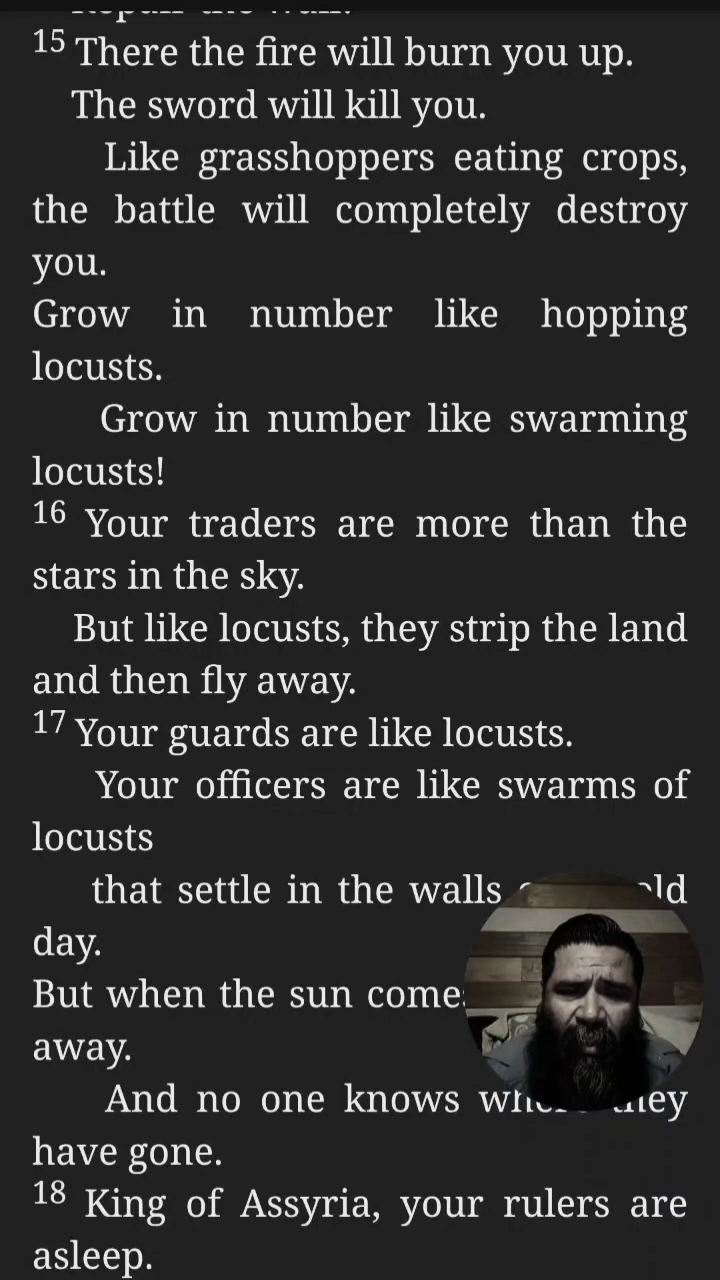 15 There the fire will burn you up.
The sword will kill you.
Like grasshoppers eating crops,
the battle will completely destroy
you.
Grow in number like hopping
locusts.
Grow in number like swarming
locusts!
16 Your traders are more than the
stars in the sky.
But like locusts, they strip the land
and then fly away.
17 Your guards are like locusts.
Your officers are like swarms of
locusts
that settle in the walls
day.
But when the sun
away.
And no one knows
have gone.
18 King of Assyria, your rulers are
asleep.